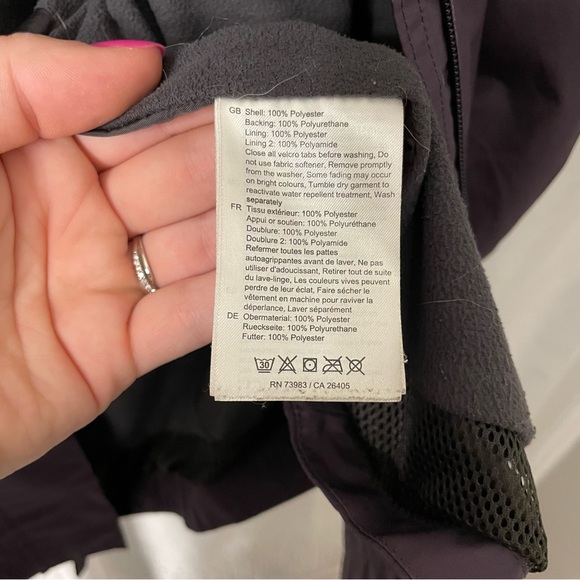 GB Shell: 100% Polyester
Backing: 100% Polyurethane
Lining: 100% Polyester
Lining 2: 100% Polyamide
Close all velcro tabs before washing, Do
not use fabric softener, Remove promptly
from the washer, Some fading may occur
on bright colours, Tumble dry garment to
reactivate water repellent treatment, Wash
separately
FR Tissu extérieur: 100% Polyester
Appui or soutien: 100% Polyuréthane
Doublure: 100% Polyester
Doublure 2: 100% Polyamide
Refermer toutes les pattes
autoagrippantes avant de laver, Ne pas
utiliser d'adoucissant, Retirer tout de suite
du lave-linge, Les couleurs vives peuvent
perdre de leur éclat, Faire sécher le
vêtement en machine pour raviver la
déperlance, Laver séparément
DE Obermaterial: 100% Polyester
Rueckseite: 100% Polyurethane
Futter: 100% Polyester
30
RN 73983 / CA 26405